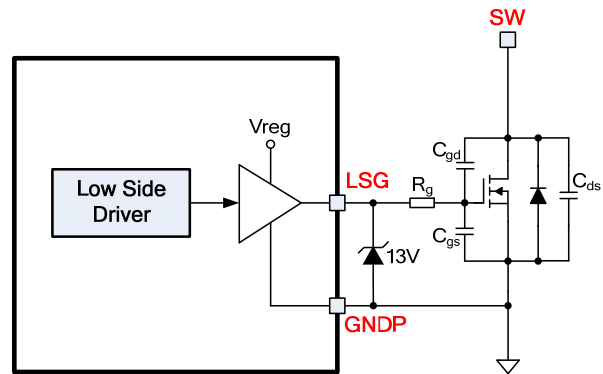 SW
Vreg
Low Side
Driver
LSG
Rg
Cgd
Cds
Cgs
13V
GNDP